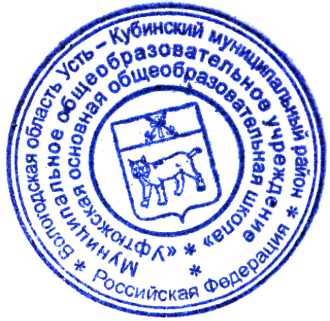 * Вологодская область Усть – Кубинский муниципальный район *
Российская Федерация
Муниципальное общеобразовательное учреждение *
«Уфтюжская основная общеобразовательная школа» *